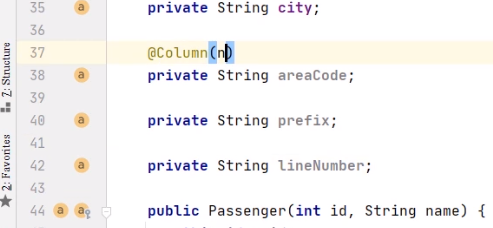 35 private String city;
36
37 @Column(n)
38 private String areaCode;
39
40 private String prefix;
41
42 private String lineNumber;
43
44 public Passenger(int id, String name) {
Z: Structure
2: Favorites